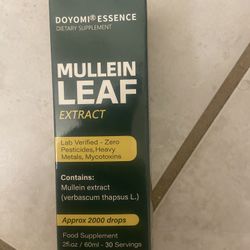 DOYOMI® ESSENCE
DIETARY SUPPLEMENT
MULLEIN
LEAF
EXTRACT
Lab Verified - Zero
Pesticides, Heavy
Metals, Mycotoxins
Contains:
Mullein extract
(verbascum thapsus L.)
Approx 2000 drops
Food Supplement
2fl oz / 60ml - 30 Servings